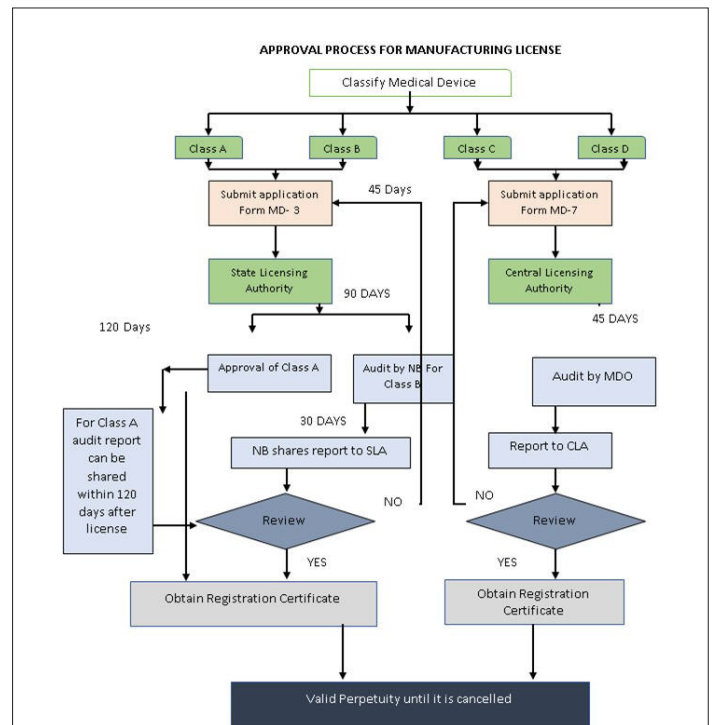 APPROVAL PROCESS FOR MANUFACTURING LICENSE
Classify Medical Device
Class A
Class B
Class C
Class D
Submit application
Form MD- 3
45 Days
Submit application
Form MD-7
State Licensing
Authority
Central Licensing
Authority
90 DAYS
45 DAYS
120 Days
Approval of Class A
Audit by NB For
Class B
Audit by MDO
For Class A
audit report
can be
shared
within 120
days after
license
30 DAYS
NB shares report to SLA
Report to CLA
NO
NO
Review
Review
YES
YES
Obtain Registration Certificate
Obtain Registration
Certificate
Valid Perpetuity until it is cancelled